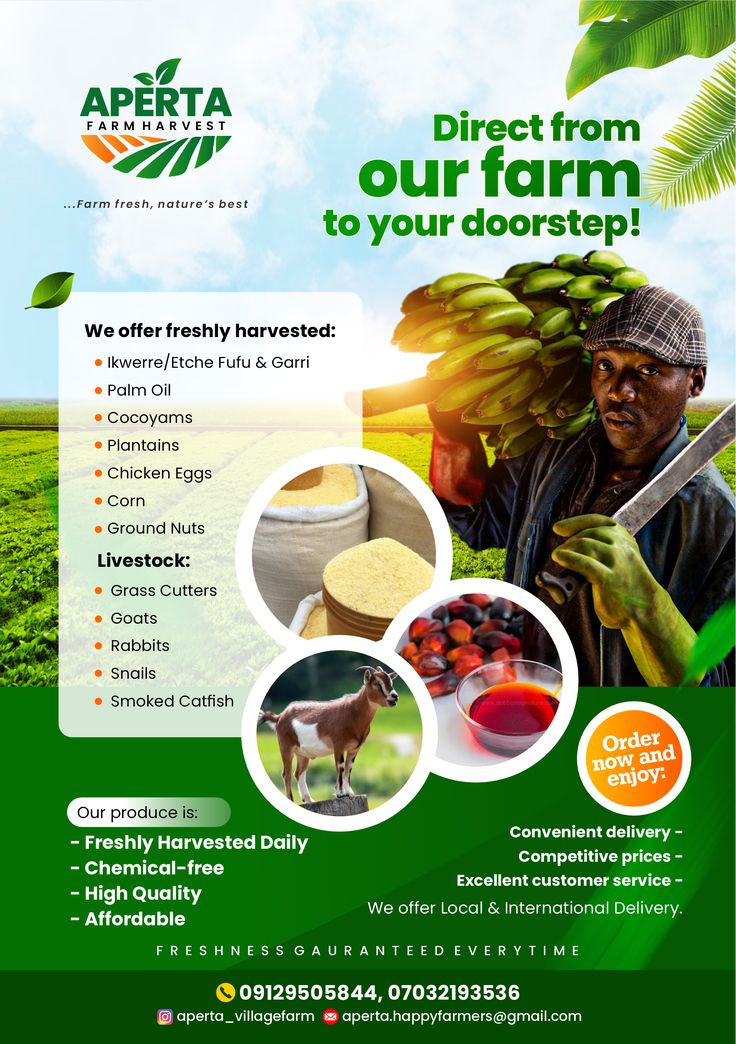 APERTA
FARM HARVEST
...Farm fresh, nature's best
Direct from
our farm
to your doorstep!
We offer freshly harvested:
Ikwerre/Etche Fufu & Garri
Palm Oil
Cocoyams
Plantains
Chicken Eggs
Corn
Ground Nuts
Livestock:
Grass Cutters
Goats
Rabbits
Snails
Smoked Catfish
Our produce is:
- Freshly Harvested Daily
- Chemical-free
- High Quality
- Affordable
Order
now and
enjoy:
Convenient delivery -
Competitive prices -
Excellent customer service -
We offer Local & International Delivery.
FRESHNESS GAURANTEED EVERYTIME
09129505844, 07032193536
aperta_villagefarm aperta.happyfarmers@gmail.com